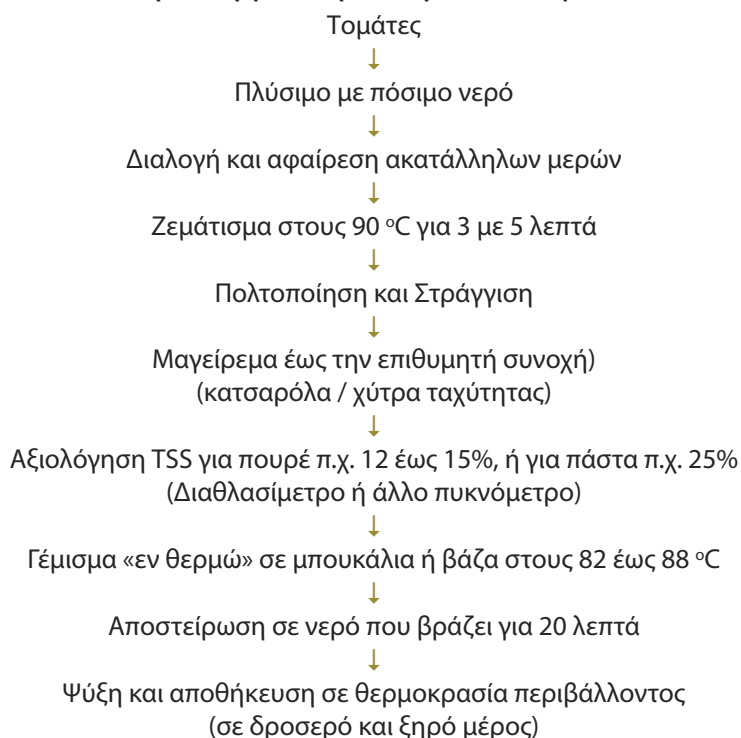 Τομάτες
↓
Πλύσιμο με πόσιμο νερό
↓
Διαλογή και αφαίρεση ακατάλληλων μερών
↓
Ζεμάτισμα στους 90 °C για 3 με 5 λεπτά
↓
Πολτοποίηση και Στράγγιση
↓
Μαγείρεμα έως την επιθυμητή συνοχή)
(κατσαρόλα / χύτρα ταχύτητας)
↓
Αξιολόγηση TSS για πουρέ π.χ. 12 έως 15%, ή για πάστα π.χ. 25%
(Διαθλασίμετρο ή άλλο πυκνόμετρο)
↓
Γέμισμα «εν θερμώ» σε μπουκάλια ή βάζα στους 82 έως 88 °C
↓
Αποστείρωση σε νερό που βράζει για 20 λεπτά
↓
Ψύξη και αποθήκευση σε θερμοκρασία περιβάλλοντος
(σε δροσερό και ξηρό μέρος)